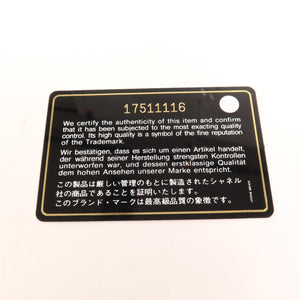 17511116
We certify the authenticity of this item and confirm
that it has been subjected to the most exacting quality
control. Its high quality is a symbol of the fine reputation
of the Trademark.
Wir bestätigen, dass es sich um einen Artikel handelt,
der während seiner Herstellung strengsten Kontrollen
unterworfen war, und dessen erstklassige Qualität
dem hohen Ansehen unserer Marke entspricht.
この製品は厳しい管理のもとに製造されたシャネル
社の商品であることを証明いたします。
このブランド・マークは最高級品質の象徴です。